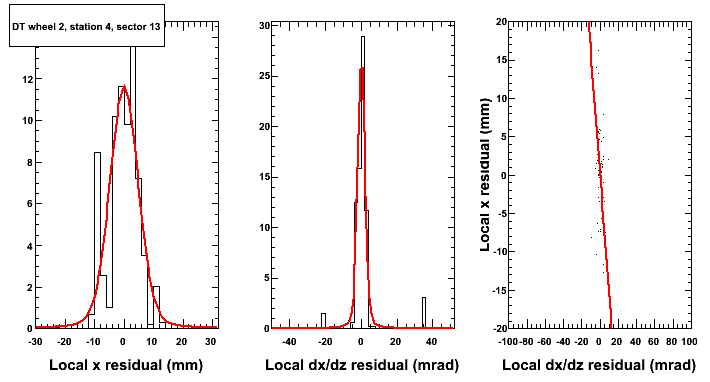 DT wheel 2, station 4, sector 13
12
10
8
6
4
2
0
-30 -20 -10 0 10 20 30
Local x residual (mm)
30
25
20
15
10
5
0
-40 -20 0 20 40
Local dx/dz residual (mrad)
Local x residual (mm)
20
15
10
5
0
-5
-10
-15
-20
-100 -80 -60 -40 -20 0 20 40 60 80 100
Local dx/dz residual (mrad)